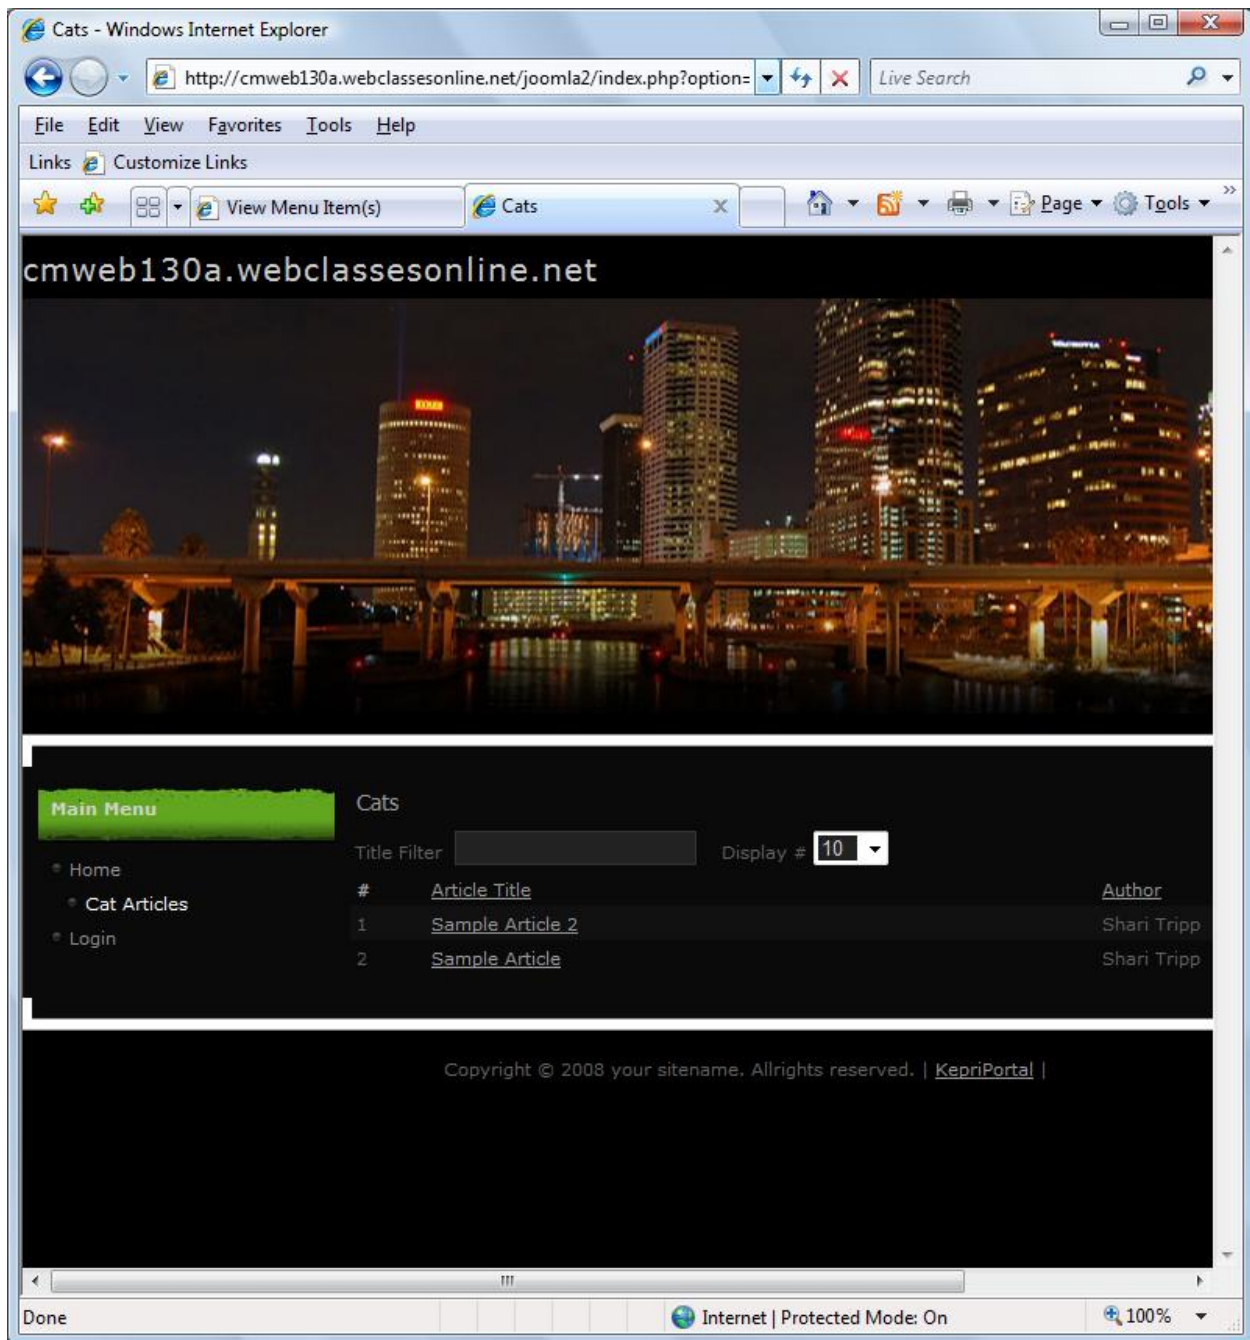 Cats - Windows Internet Explorer
http://cmweb130a.webclassesonline.net/joomla2/index.php?option=
Live Search
File Edit View Favorites Tools Help
Links Customize Links
View Menu Item(s) Cats Page Tools »
cmweb130a.webclassesonline.net
Main Menu
Home
Cat Articles
Login
Cats
Title Filter Display # 10
# Article Title Author
1 Sample Article 2 Shari Tripp
2 Sample Article Shari Tripp
Copyright © 2008 your sitename. Allrights reserved. | KepriPortal |
Done Internet | Protected Mode: On 100%